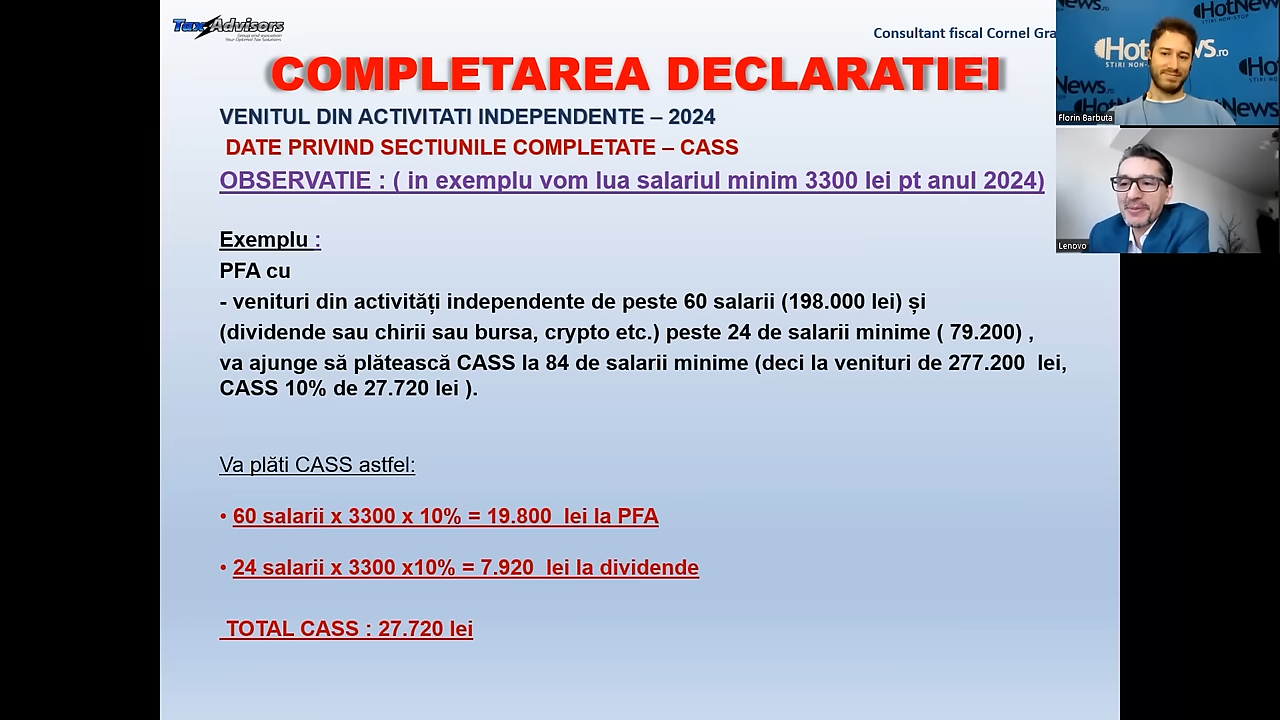 Tax Advisors
Consultant fiscal Cornel Gra
COMPLETAREA DECLARATIEI
VENITUL DIN ACTIVITATI INDEPENDENTE – 2024
DATE PRIVIND SECTIUNILE COMPLETATE – CASS
OBSERVATIE : ( in exemplu vom lua salariul minim 3300 lei pt anul 2024)
Exemplu :
PFA cu
- venituri din activități independente de peste 60 salarii (198.000 lei) și
(dividende sau chirii sau bursa, crypto etc.) peste 24 de salarii minime ( 79.200) ,
va ajunge să plătească CASS la 84 de salarii minime (deci la venituri de 277.200 lei,
CASS 10% de 27.720 lei ).
Va plăti CASS astfel:
• 60 salarii x 3300 x 10% = 19.800 lei la PFA
• 24 salarii x 3300 x10% = 7.920 lei la dividende
TOTAL CASS : 27.720 lei
HotNews
STIRI NON-STOP
Florin Barbuta
Lenovo